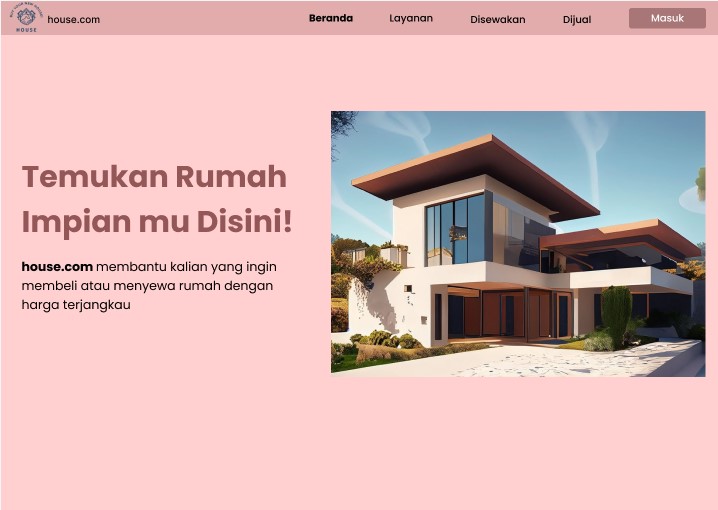 HOUSE
house.com
Beranda
Layanan
Disewakan
Dijual
Masuk
Temukan Rumah
Impian mu Disini!
house.com membantu kalian yang ingin
membeli atau menyewa rumah dengan
harga terjangkau